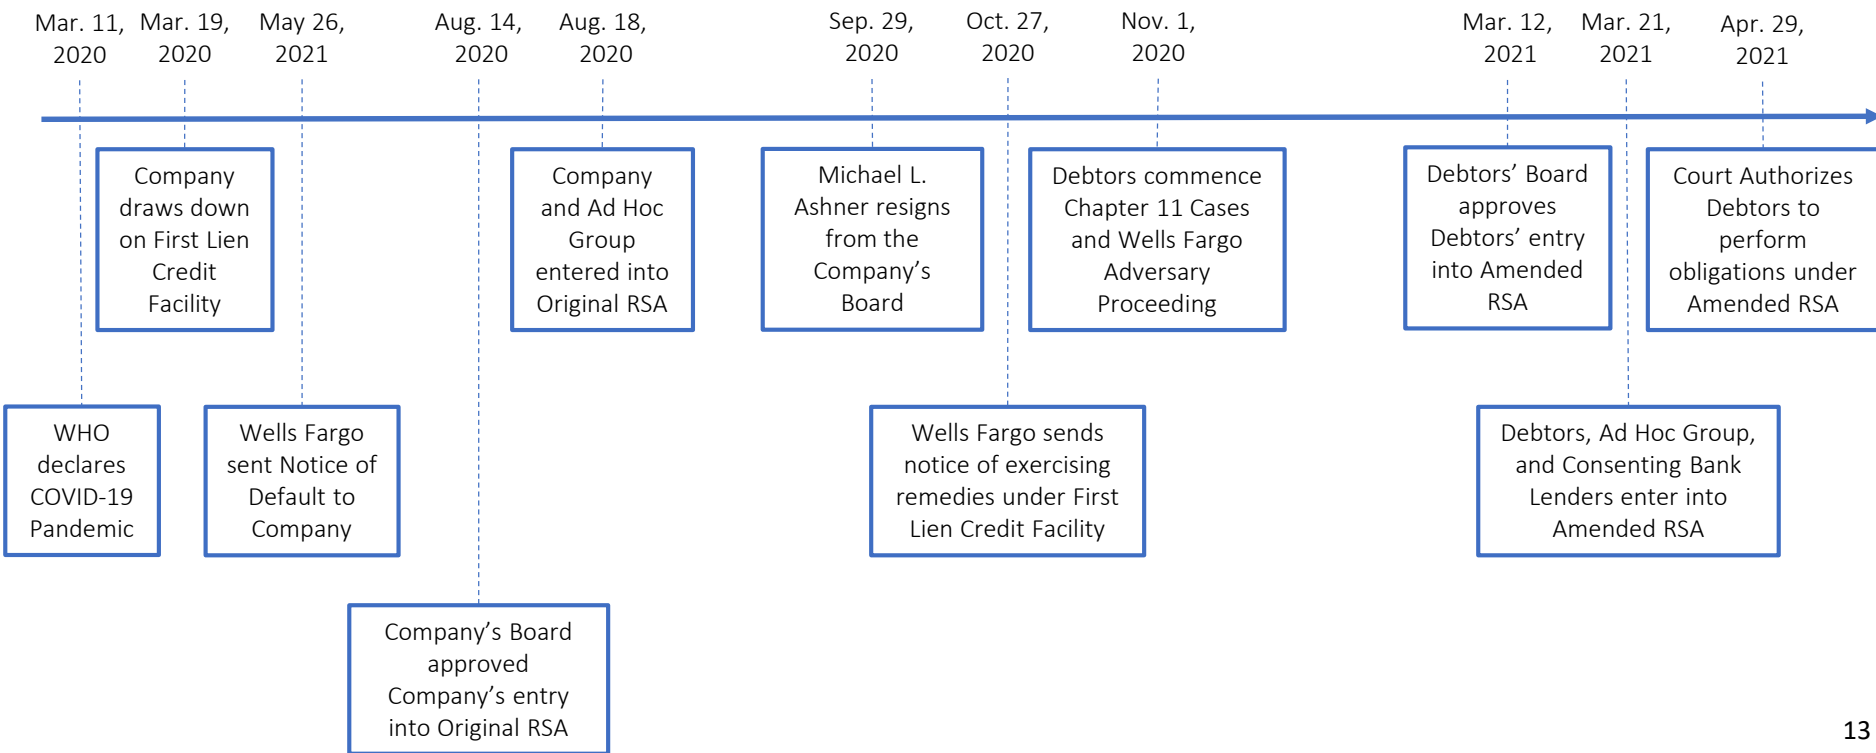 Mar. 11,
2020
Mar. 19,
2020
May 26,
2021
Aug. 14,
2020
Aug. 18,
2020
Sep. 29,
2020
Oct. 27,
2020
Nov. 1,
2020
Mar. 12,
2021
Mar. 21,
2021
Apr. 29,
2021
Company
draws down
on First Lien
Credit
Facility
Company
and Ad Hoc
Group
entered into
Original RSA
Michael L.
Ashner resigns
from the
Company’s
Board
Debtors commence
Chapter 11 Cases
and Wells Fargo
Adversary
Proceeding
Debtors’ Board
approves
Debtors’ entry
into Amended
RSA
Court Authorizes
Debtors to
perform
obligations under
Amended RSA
WHO
declares
COVID-19
Pandemic
Wells Fargo
sent Notice of
Default to
Company
Wells Fargo sends
notice of exercising
remedies under First
Lien Credit Facility
Debtors, Ad Hoc Group,
and Consenting Bank
Lenders enter into
Amended RSA
Company’s Board
approved
Company’s entry
into Original RSA
13